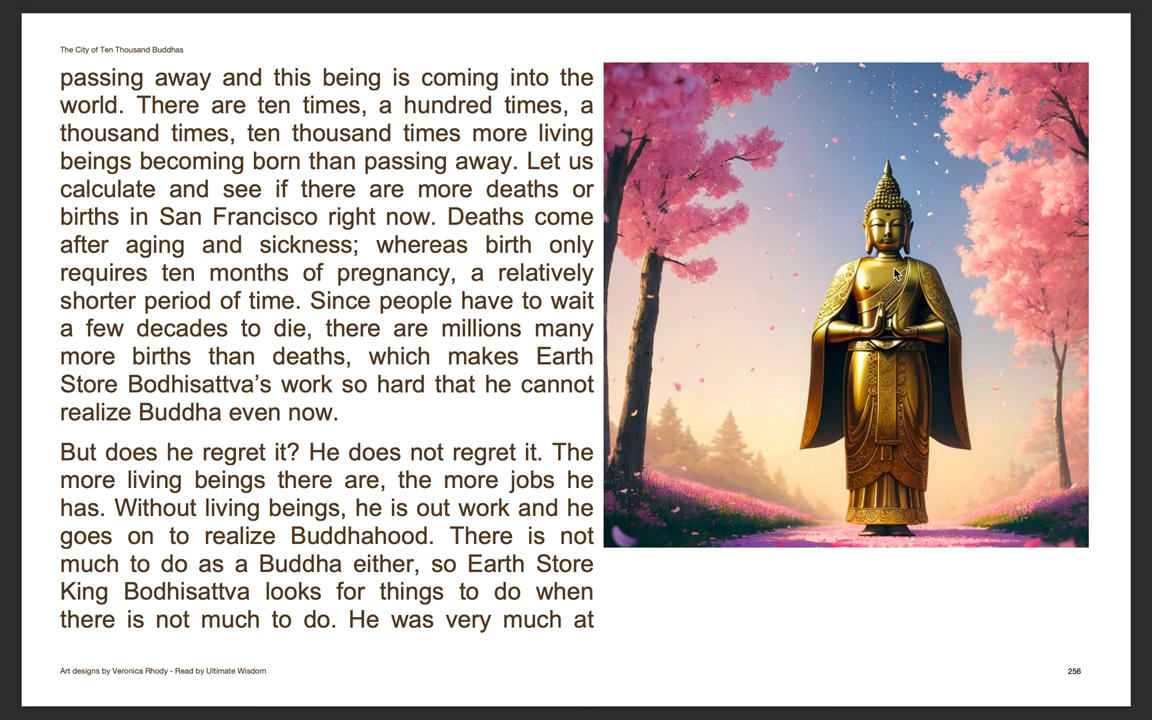 The City of Ten Thousand Buddhas
passing away and this being is coming into the
world. There are ten times, a hundred times, a
thousand times, ten thousand times more living
beings becoming born than passing away. Let us
calculate and see if there are more deaths or
births in San Francisco right now. Deaths come
after aging and sickness; whereas birth only
requires ten months of pregnancy, a relatively
shorter period of time. Since people have to wait
a few decades to die, there are millions many
more births than deaths, which makes Earth
Store Bodhisattva’s work so hard that he cannot
realize Buddha even now.
But does he regret it? He does not regret it. The
more living beings there are, the more jobs he
has. Without living beings, he is out work and he
goes on to realize Buddhahood. There is not
much to do as a Buddha either, so Earth Store
King Bodhisattva looks for things to do when
there is not much to do. He was very much at
Art designs by Veronica Rhody - Read by Ultimate Wisdom
256